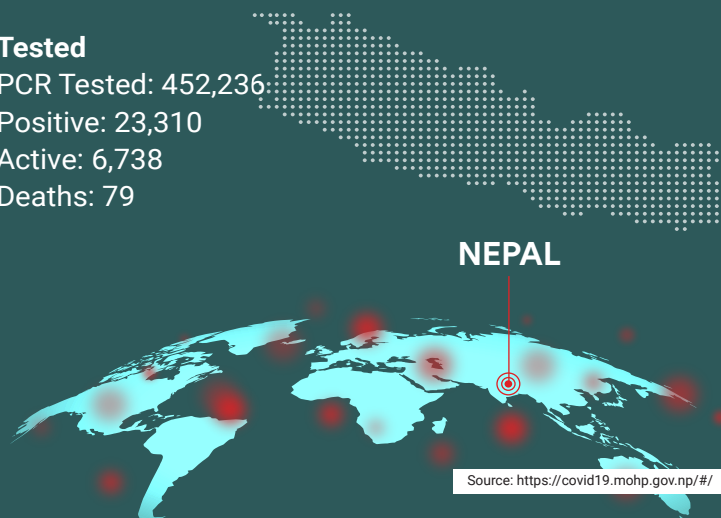 Tested
PCR Tested: 452,236
Positive: 23,310
Active: 6,738
Deaths: 79
NEPAL
Source: https://covid19.mohp.gov.np/#/